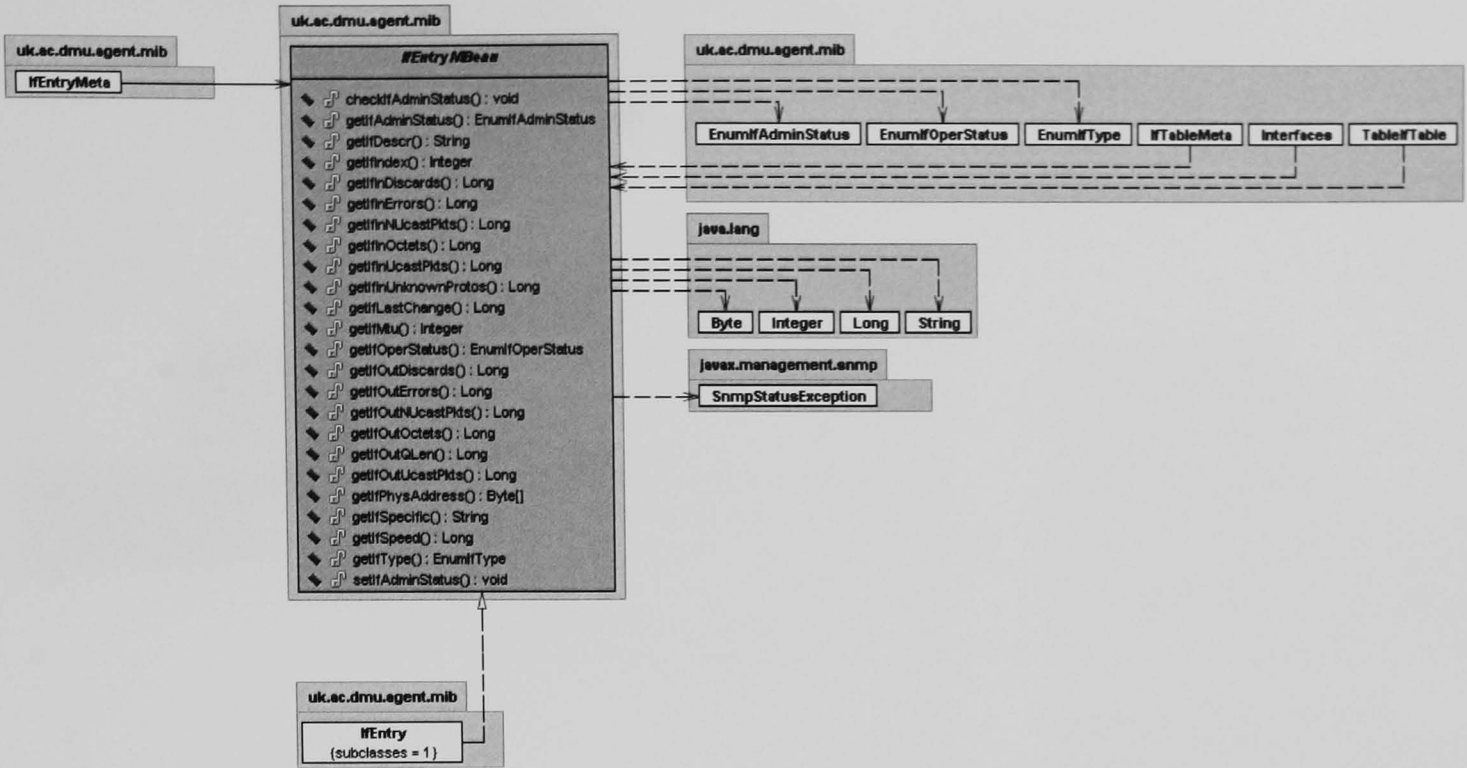 uk.ac.dmu.agent.mib
IfEntryMeta
uk.ac.dmu.agent.mib
IfEntryMBean
checkIfAdminStatus() : void
getIfAdminStatus() : EnumIfAdminStatus
getIfDescr() : String
getIfIndex() : Integer
getIfInDiscards() : Long
getIfInErrors() : Long
getIfInNUcastPkts() : Long
getIfInOctets() : Long
getIfInUcastPkts() : Long
getIfInUnknownProtos() : Long
getIfLastChange() : Long
getIfMtu() : Integer
getIfOperStatus() : EnumIfOperStatus
getIfOutDiscards() : Long
getIfOutErrors() : Long
getIfOutNUcastPkts() : Long
getIfOutOctets() : Long
getIfOutQLen() : Long
getIfOutUcastPkts() : Long
getIfPhysAddress() : Byte[]
getIfSpecific() : String
getIfSpeed() : Long
getIfType() : EnumIfType
setIfAdminStatus() : void
uk.ac.dmu.agent.mib
EnumIfAdminStatus EnumIfOperStatus EnumIfType IfTableMeta Interfaces TableIfTable
java.lang
Byte Integer Long String
javax.management.snmp
SnmpStatusException
uk.ac.dmu.agent.mib
IfEntry
{subclasses = 1}